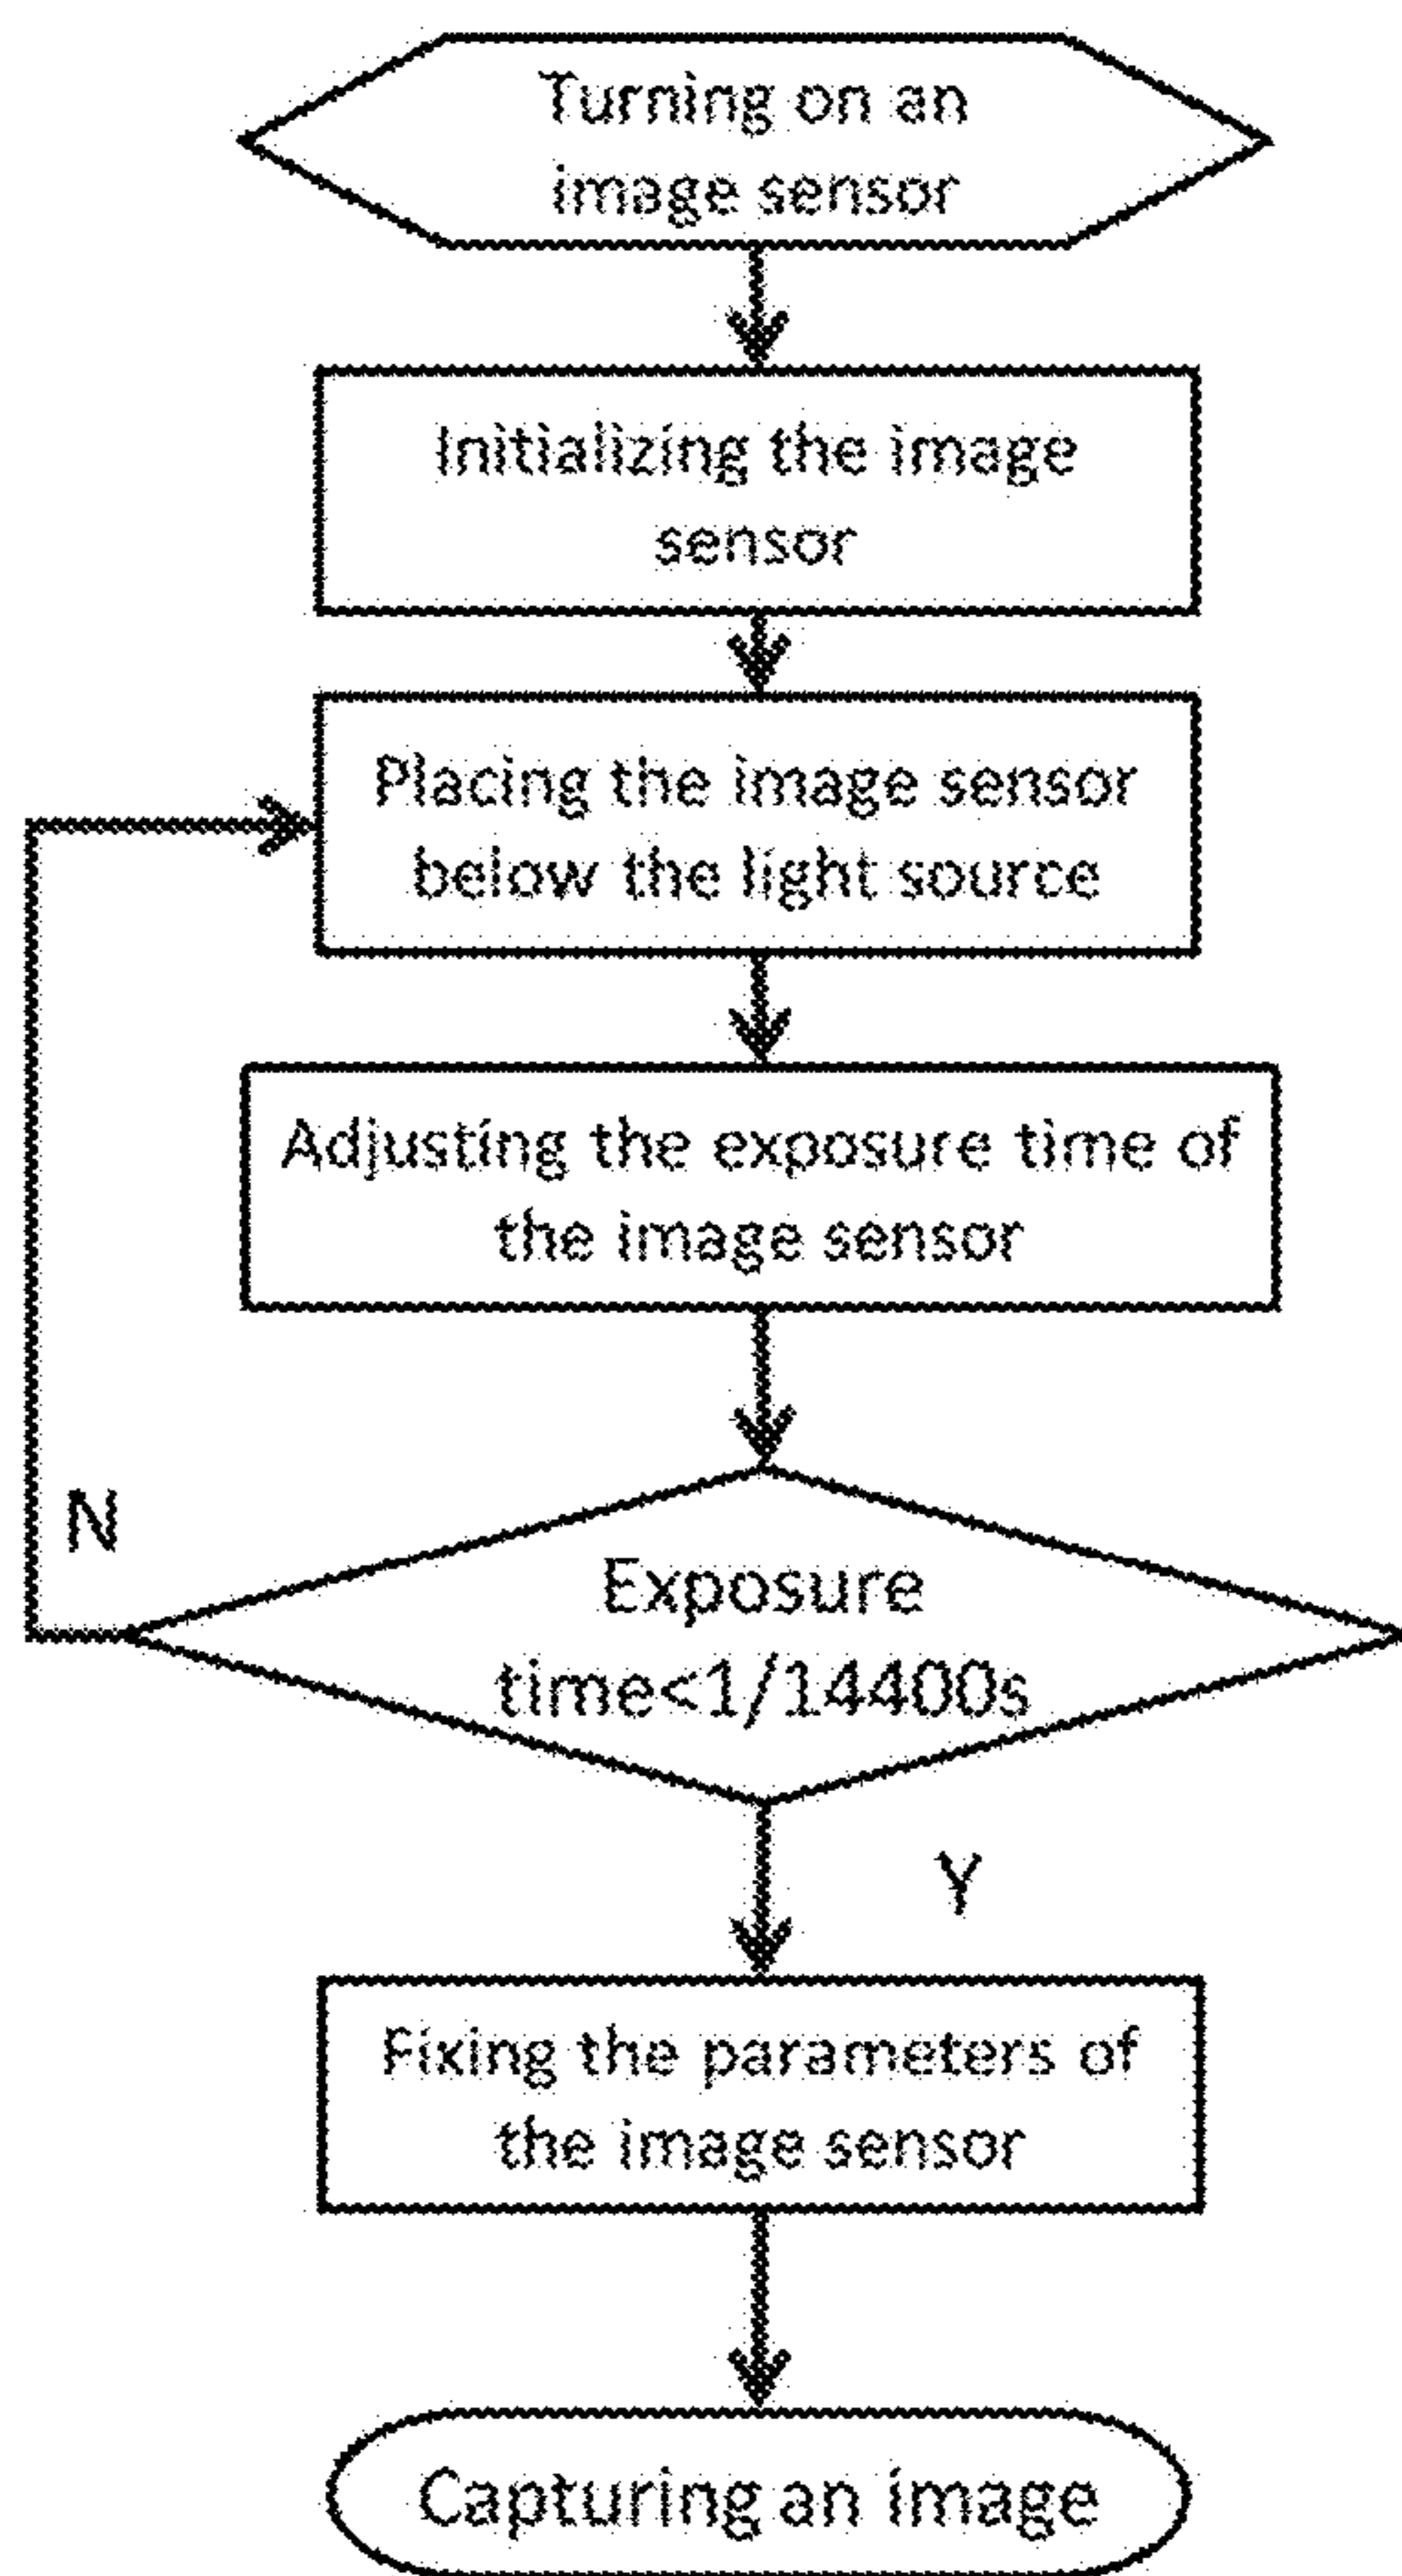 Turning on an
image sensor
Initializing the image
sensor
Placing the image sensor
below the light source
Adjusting the exposure time of
the image sensor
N
Exposure
time<1/14400s
Y
Fixing the parameters of
the image sensor
Capturing an image